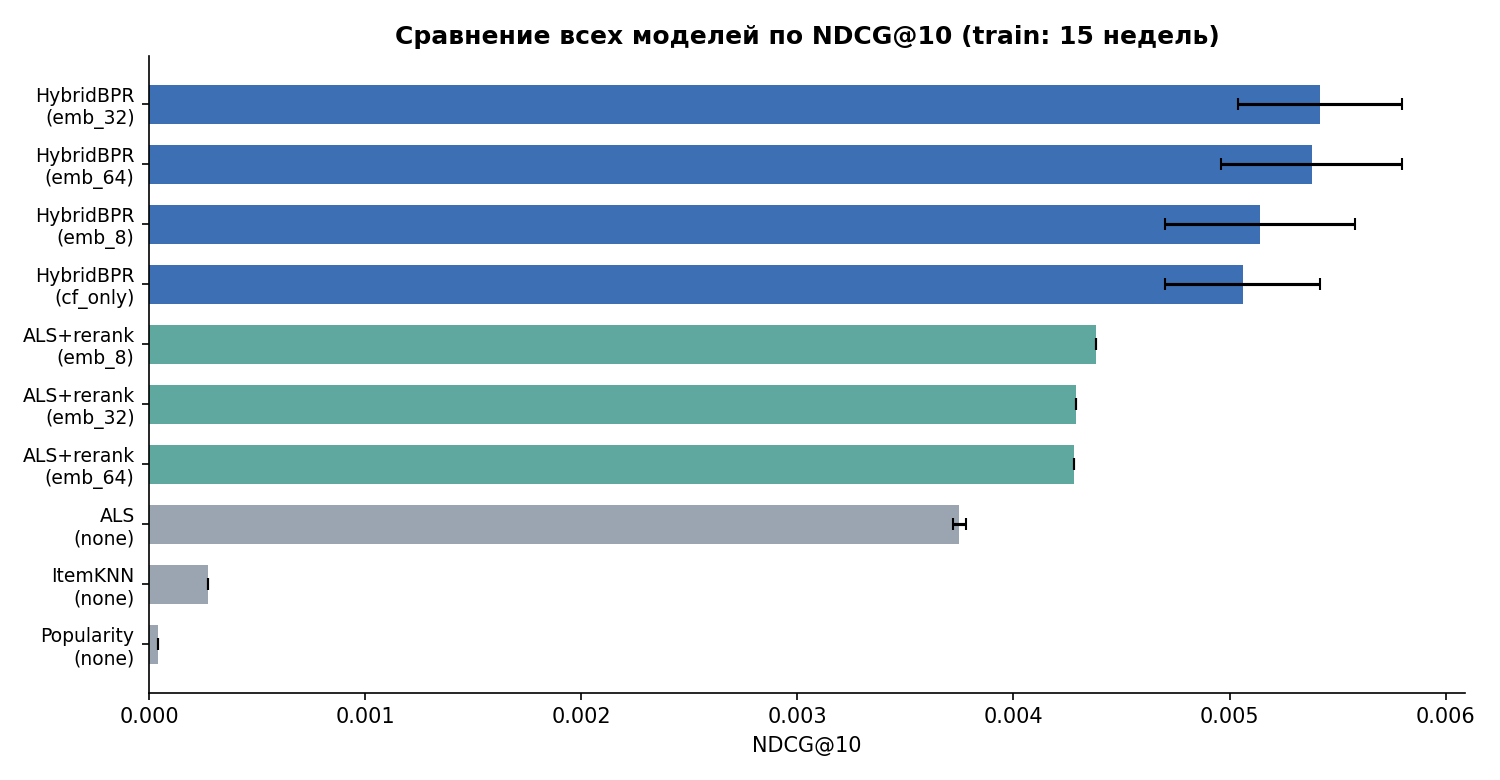 Сравнение всех моделей по NDCG@10 (train: 15 недель)
HybridBPR
(emb_32)
HybridBPR
(emb_64)
HybridBPR
(emb_8)
HybridBPR
(cf_only)
ALS+rerank
(emb_8)
ALS+rerank
(emb_32)
ALS+rerank
(emb_64)
ALS
(none)
ItemKNN
(none)
Popularity
(none)
0.000 0.001 0.002 0.003 0.004 0.005 0.006
NDCG@10